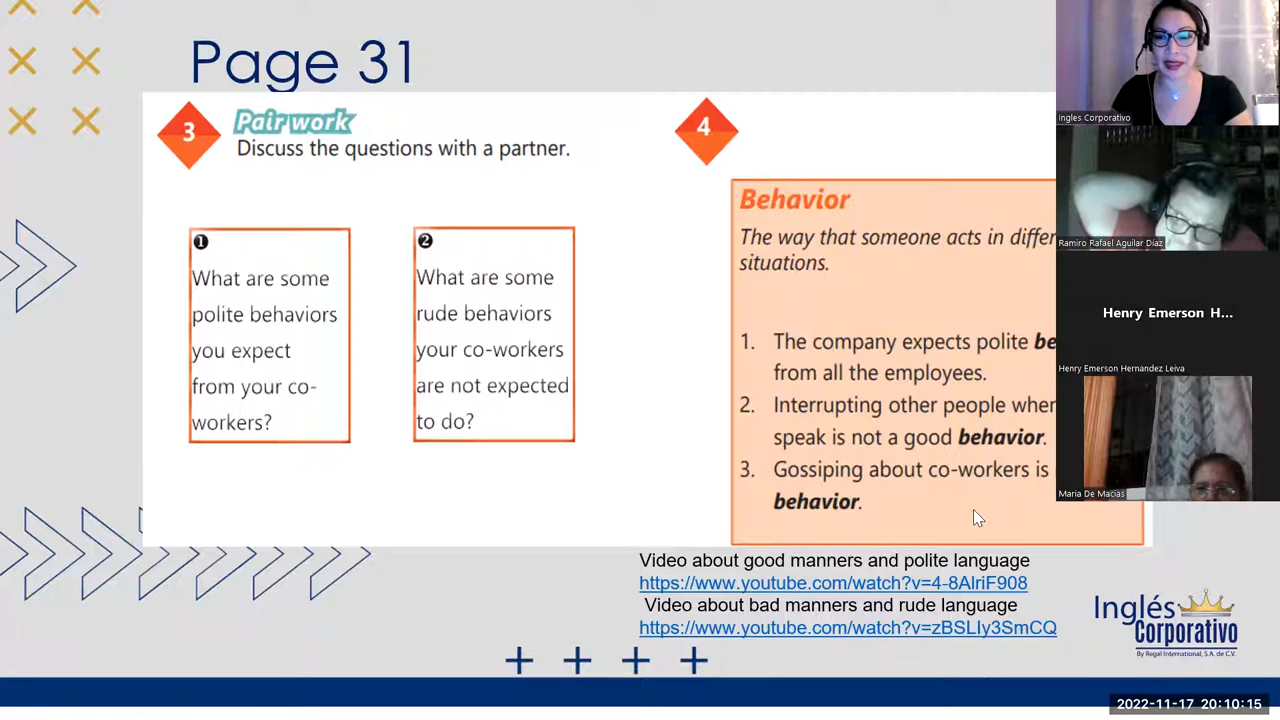 Page 31
3
Pair work
Discuss the questions with a partner.
1
What are some
polite behaviors
you expect
from your co-
workers?
2
What are some
rude behaviors
your co-workers
are not expected
to do?
4
Behavior
The way that someone acts in
situations.
1. The company expects polite
from all the employees.
2. Interrupting other people
speak is not a good behavior.
3. Gossiping about co-workers is
behavior.
Video about good manners and polite language
https://www.youtube.com/watch?v=4-8AlriF908
Video about bad manners and rude language
https://www.youtube.com/watch?v=zBSLIy3SmCQ
Inglés
Corporativo
By Regal International, S.A. de C.V.
Ingles Corporativo
Ramiro Rafael Aguilar Díaz
Henry Emerson H...
Henry Emerson Hernandez Leiva
Maria De Macias
2022-11-17 20:10:15